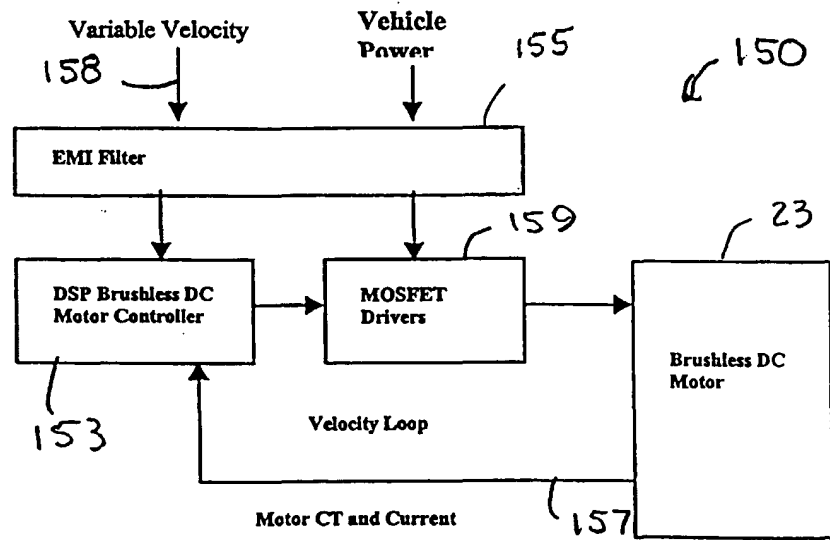 Variable Velocity
Vehicle
Power
158
155
150
EMI Filter
159
23
DSP Brushless DC
Motor Controller
MOSFET
Drivers
Brushless DC
Motor
153
Velocity Loop
Motor CT and Current
157